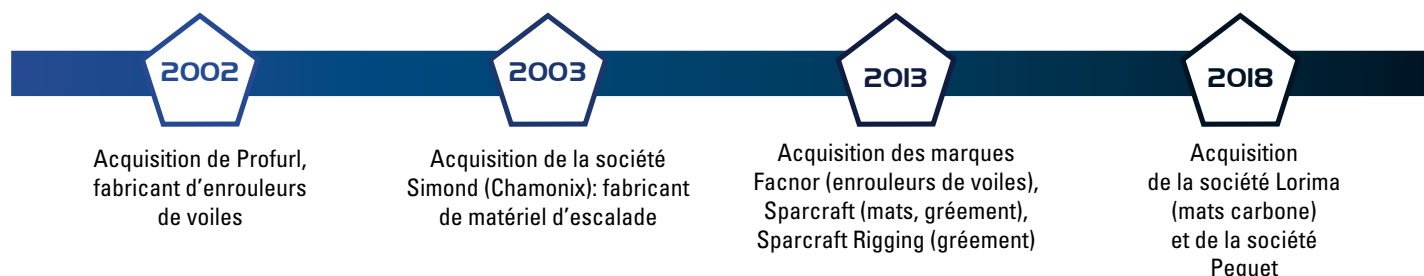 2002
Acquisition de Profurl,
fabricant d'enrouleurs
de voiles
2003
Acquisition de la société
Simond (Chamonix): fabricant
de matériel d'escalade
2013
Acquisition des marques
Facnor (enrouleurs de voiles),
Sparcraft (mats, gréement),
Sparcraft Rigging (gréement)
2018
Acquisition
de la société Lorima
(mats carbone)
et de la société
Peguet